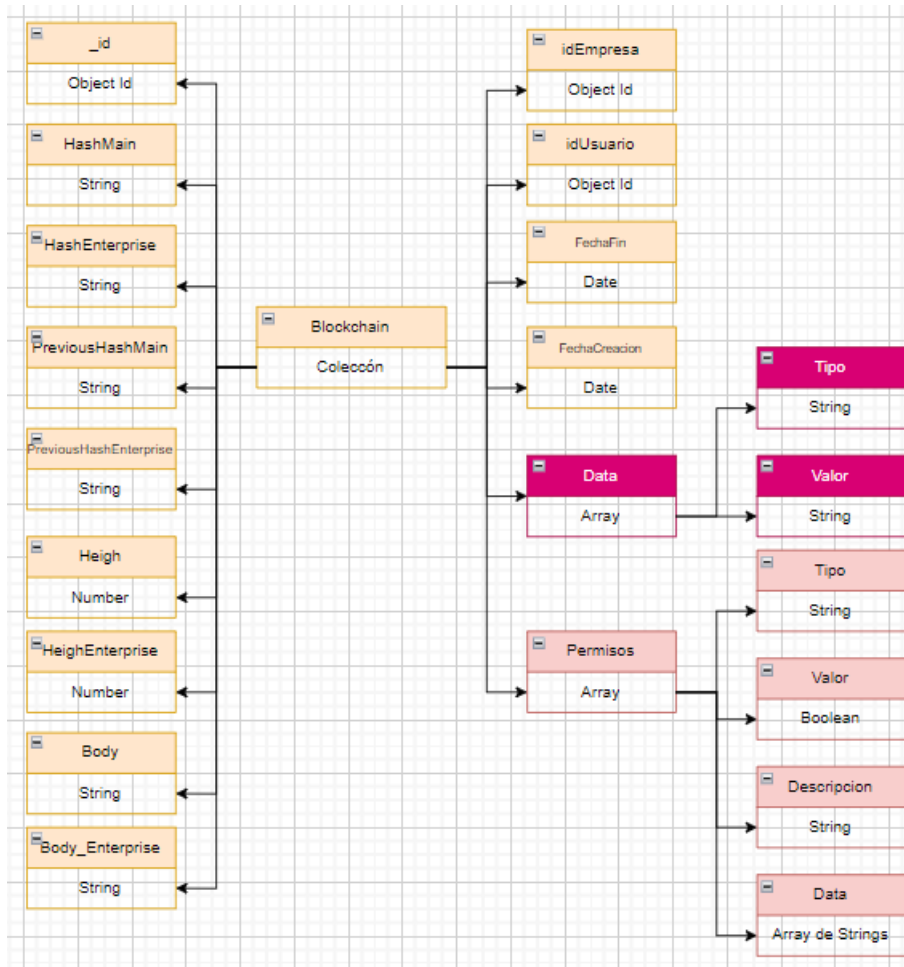 _id
Object Id
HashMain
String
HashEnterprise
String
PreviousHashMain
String
PreviousHashEnterprise
String
Heigh
Number
HeighEnterprise
Number
Body
String
Body_Enterprise
String
Blockchain
Coleccón
idEmpresa
Object Id
idUsuario
Object Id
FechaFin
Date
FechaCreacion
Date
Data
Array
Permisos
Array
Tipo
String
Valor
String
Tipo
String
Valor
Boolean
Descripcion
String
Data
Array de Strings